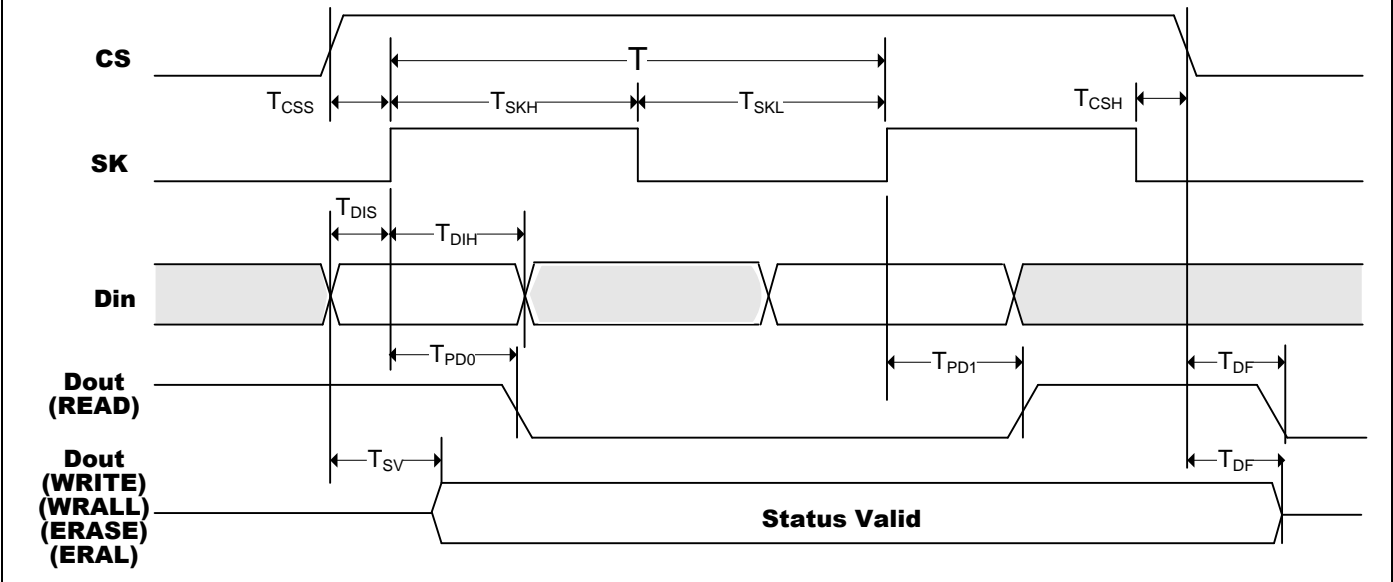 CS
T
TCSS
TSKH
TSKL
TCSH
SK
TDIS
TDIH
Din
TPD0
TPD1
TDF
Dout
(READ)
Dout
(WRITE)
(WRALL)
(ERASE)
(ERAL)
TSV
TDF
Status Valid